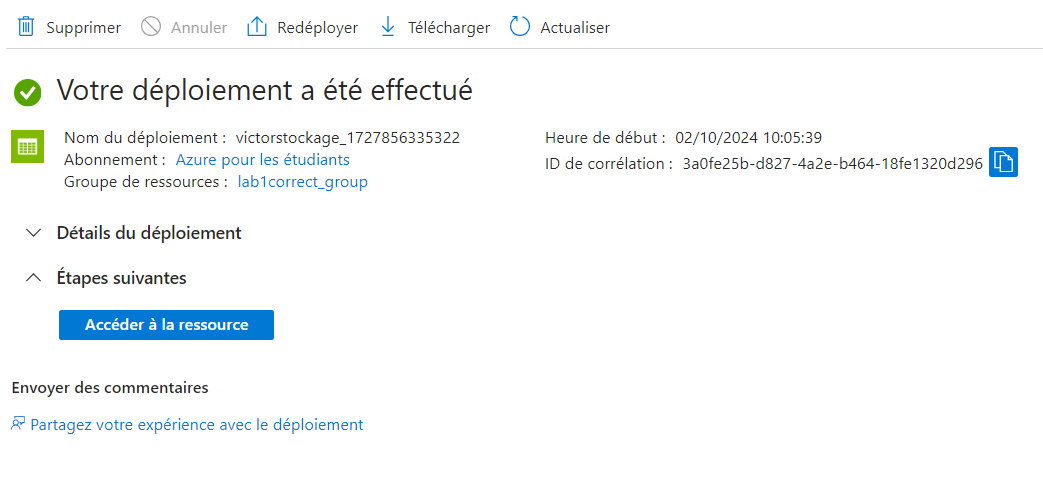 Supprimer Annuler Redéployer Télécharger Actualiser
Votre déploiement a été effectué
Nom du déploiement : victorstockage_1727856335322
Abonnement : Azure pour les étudiants
Groupe de ressources : lab1correct_group
Heure de début : 02/10/2024 10:05:39
ID de corrélation : 3a0fe25b-d827-4a2e-b464-18fe1320d296
Détails du déploiement
Étapes suivantes
Accéder à la ressource
Envoyer des commentaires
Partagez votre expérience avec le déploiement